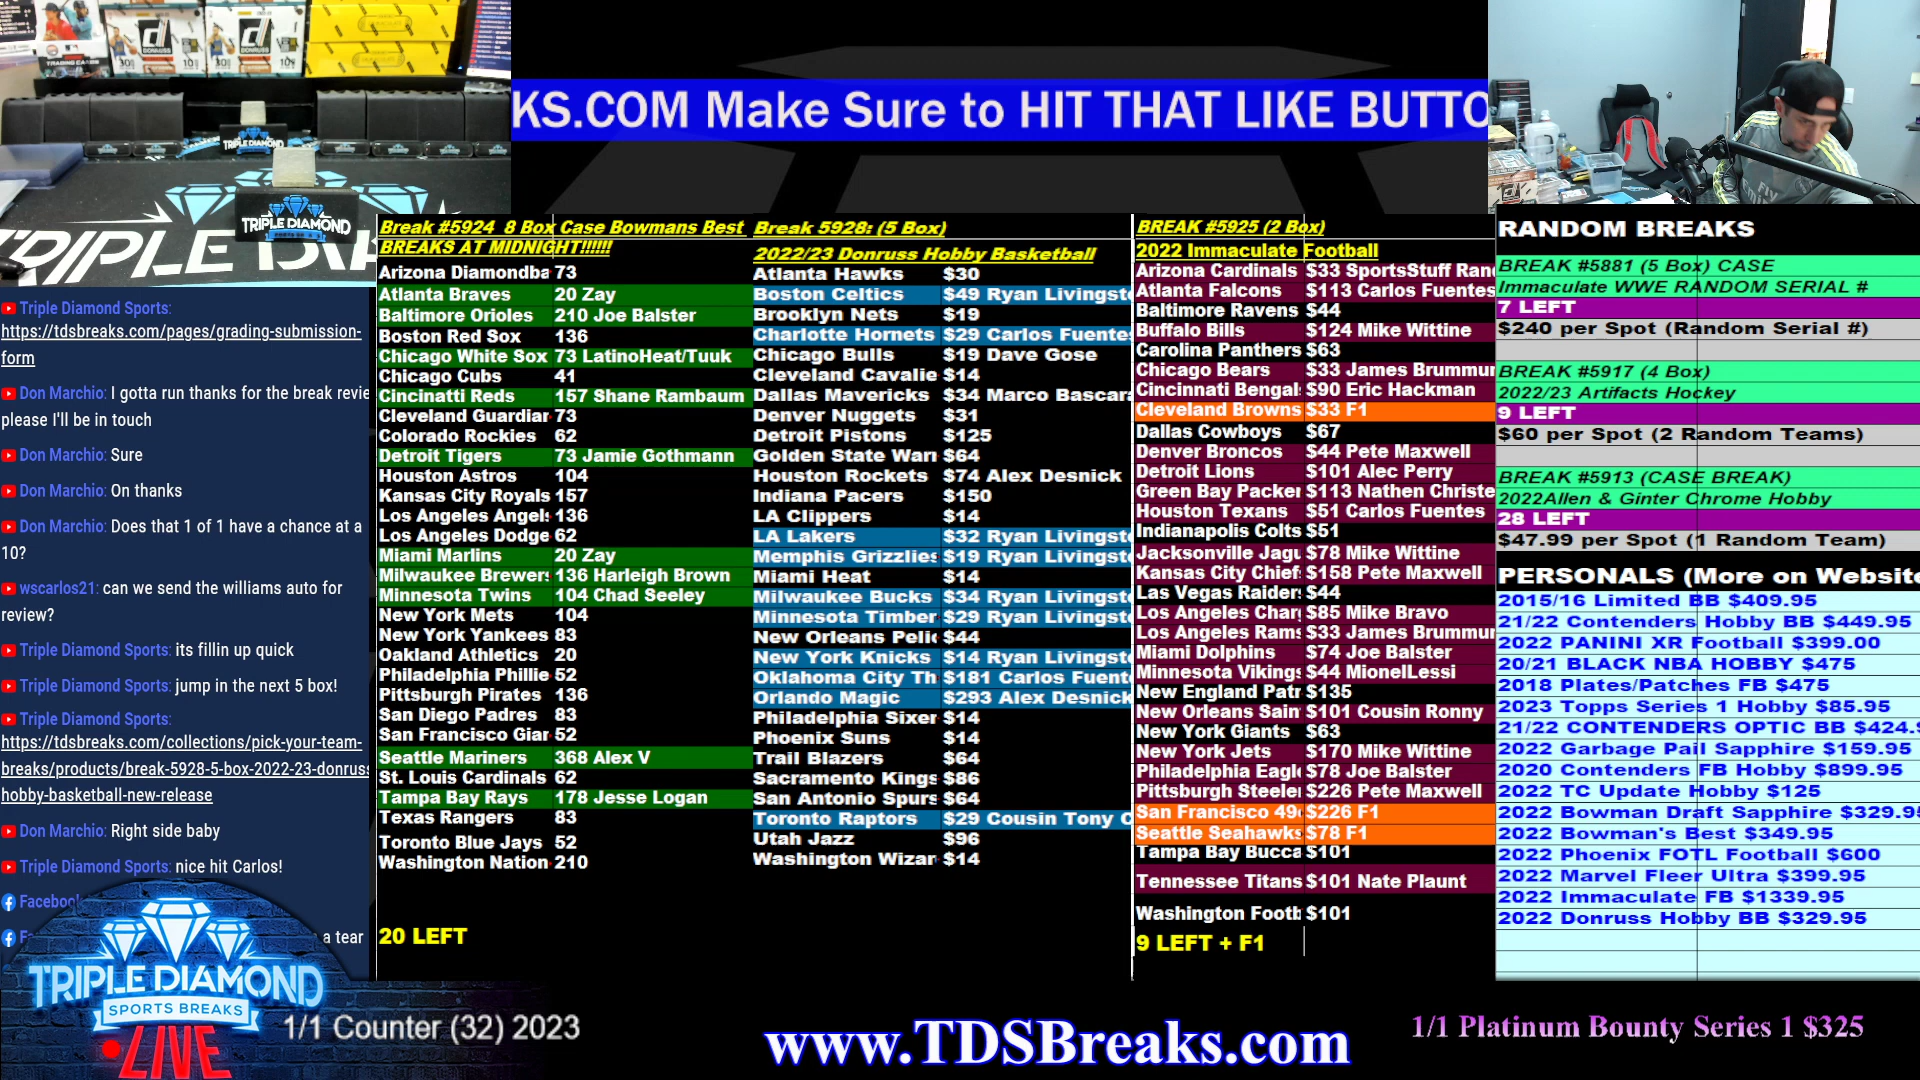 KS.COM Make Sure to HIT THAT LIKE BUTTO
DONRUSS
DONRUSS
TRIPLE DIAMOND
TRIPLE DIAMOND
Triple Diamond Sports:
https://tdsbreaks.com/pages/grading-submission-
form
Don Marchio: I gotta run thanks for the break revie
please I'll be in touch
Don Marchio: Sure
Don Marchio: On thanks
Don Marchio: Does that 1 of 1 have a chance at a
10?
wscarlos21: can we send the williams auto for
review?
Triple Diamond Sports: its fillin up quick
Triple Diamond Sports: jump in the next 5 box!
Triple Diamond Sports:
https://tdsbreaks.com/collections/pick-your-team-
breaks/products/break-5928-5-box-2022-23-donruss
hobby-basketball-new-release
Don Marchio: Right side baby
Triple Diamond Sports: nice hit Carlos!
a tear
TRIPLE DIAMOND
SPORTS BREAKS
LIVE
1/1 Counter (32) 2023
Break #5924 8 Box Case Bowmans Best
BREAKS AT MIDNIGHT!!!!!!
Arizona Diamondba 73
Atlanta Braves 20 Zay
Baltimore Orioles 210 Joe Balster
Boston Red Sox 136
Chicago White Sox 73 LatinoHeat/Tuuk
Chicago Cubs 41
Cincinatti Reds 157 Shane Rambaum
Cleveland Guardian 73
Colorado Rockies 62
Detroit Tigers 73 Jamie Gothmann
Houston Astros 104
Kansas City Royals 157
Los Angeles Angel 136
Los Angeles Dodge 62
Miami Marlins 20 Zay
Milwaukee Brewer 136 Harleigh Brown
Minnesota Twins 104 Chad Seeley
New York Mets 104
New York Yankees 83
Oakland Athletics 20
Philadelphia Phillie 52
Pittsburgh Pirates 136
San Diego Padres 83
San Francisco Gian 52
Seattle Mariners 368 Alex V
St. Louis Cardinals 62
Tampa Bay Rays 178 Jesse Logan
Texas Rangers 83
Toronto Blue Jays 52
Washington Nation 210
20 LEFT
Break 5928: (5 Box)
2022/23 Donruss Hobby Basketball
Atlanta Hawks $30
Boston Celtics $49 Ryan Livingst
Brooklyn Nets $19
Charlotte Hornets $29 Carlos Fuente
Chicago Bulls $19 Dave Gose
Cleveland Cavalie $14
Dallas Mavericks $34 Marco Bascar
Denver Nuggets $31
Detroit Pistons $125
Golden State Warr $64
Houston Rockets $74 Alex Desnick
Indiana Pacers $150
LA Clippers $14
LA Lakers $32 Ryan Livingst
Memphis Grizzlies $19 Ryan Livingst
Miami Heat $14
Milwaukee Bucks $34 Ryan Livingst
Minnesota Timber $29 Ryan Livingst
New Orleans Pelic $44
New York Knicks $14 Ryan Livingst
Oklahoma City Th $181 Carlos Fuent
Orlando Magic $293 Alex Desnick
Philadelphia Sixer $14
Phoenix Suns $14
Trail Blazers $64
Sacramento Kings $86
San Antonio Spurs $64
Toronto Raptors $29 Cousin Tony C
Utah Jazz $96
Washington Wizar $14
BREAK #5925 (2 Box)
2022 Immaculate Football
Arizona Cardinals $33 SportsStuff Ran
Atlanta Falcons $113 Carlos Fuentes
Baltimore Ravens $44
Buffalo Bills $124 Mike Wittine
Carolina Panthers $63
Chicago Bears $33 James Brummu
Cincinnati Bengal $90 Eric Hackman
Cleveland Browns $33 F1
Dallas Cowboys $67
Denver Broncos $44 Pete Maxwell
Detroit Lions $101 Alec Perry
Green Bay Packer $113 Nathen Christe
Houston Texans $51 Carlos Fuentes
Indianapolis Colts $51
Jacksonville Jagu $78 Mike Wittine
Kansas City Chief $158 Pete Maxwell
Las Vegas Raider $44
Los Angeles Char $85 Mike Bravo
Los Angeles Rams $33 James Brummu
Miami Dolphins $74 Joe Balster
Minnesota Vikings $44 MionelLessi
New England Patr $135
New Orleans Sain $101 Cousin Ronny
New York Giants $63
New York Jets $170 Mike Wittine
Philadelphia Eagl $78 Joe Balster
Pittsburgh Steele $226 Pete Maxwell
San Francisco 49 $226 F1
Seattle Seahawks $78 F1
Tampa Bay Bucca $101
Tennessee Titans $101 Nate Plaunt
Washington Footb $101
9 LEFT + F1
RANDOM BREAKS
BREAK #5881 (5 Box) CASE
Immaculate WWE RANDOM SERIAL #
7 LEFT
$240 per Spot (Random Serial #)
BREAK #5917 (4 Box)
2022/23 Artifacts Hockey
9 LEFT
$60 per Spot (2 Random Teams)
BREAK #5913 (CASE BREAK)
2022Allen & Ginter Chrome Hobby
28 LEFT
$47.99 per Spot (1 Random Team)
PERSONALS (More on Website
2015/16 Limited BB $409.95
21/22 Contenders Hobby BB $449.95
2022 PANINI XR Football $399.00
20/21 BLACK NBA HOBBY $475
2018 Plates/Patches FB $475
2023 Topps Series 1 Hobby $85.95
21/22 CONTENDERS OPTIC BB $424.
2022 Garbage Pail Sapphire $159.95
2020 Contenders FB Hobby $899.95
2022 TC Update Hobby $125
2022 Bowman Draft Sapphire $329.9
2022 Bowman's Best $349.95
2022 Phoenix FOTL Football $600
2022 Marvel Fleer Ultra $399.95
2022 Immaculate FB $1339.95
2022 Donruss Hobby BB $329.95
www.TDSBreaks.com
1/1 Platinum Bounty Series 1 $325